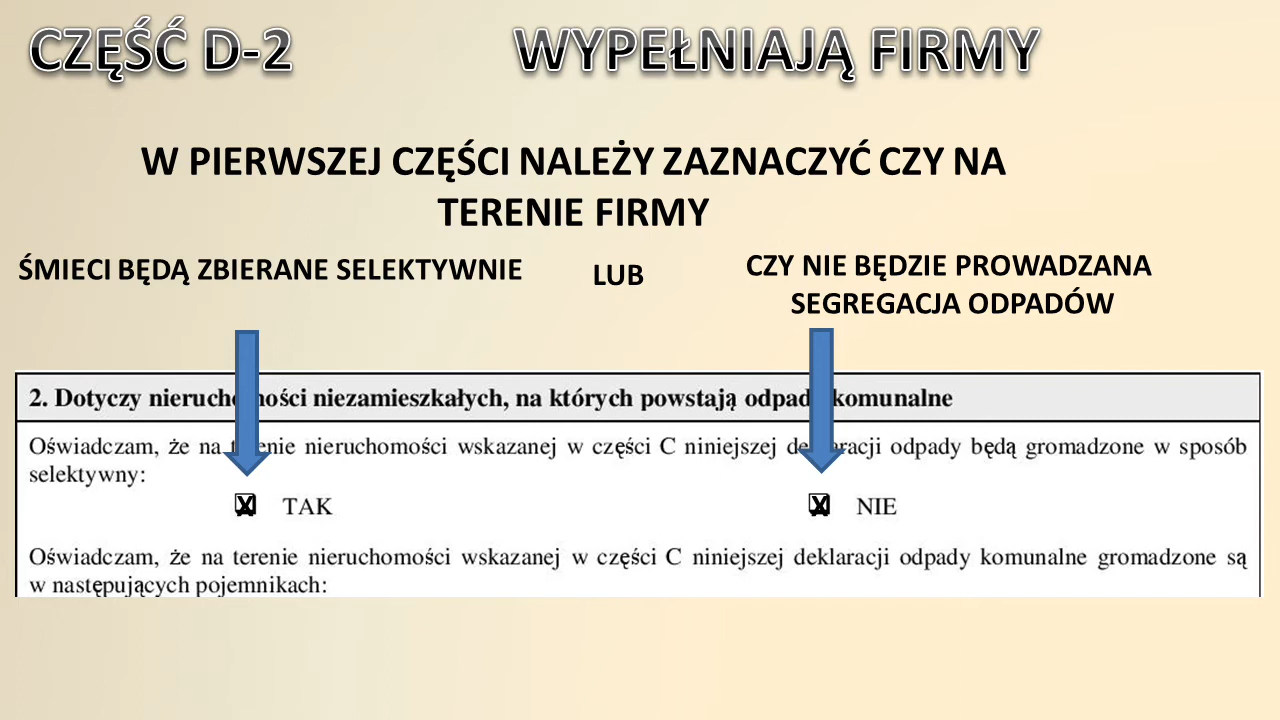 CZĘŚĆ D-2 WYPEŁNIAJĄ FIRMY
W PIERWSZEJ CZĘŚCI NALEŻY ZAZNACZYĆ CZY NA
TERENIE FIRMY
ŚMIECI BĘDĄ ZBIERANE SELEKTYWNIE
LUB
CZY NIE BĘDZIE PROWADZANA
SEGREGACJA ODPADÓW
2. Dotyczy nieruchomości niezamieszkałych, na których powstają odpady komunalne
Oświadczam, że na terenie nieruchomości wskazanej w części C niniejszej deklaracji odpady będą gromadzone w sposób
selektywny:
X TAK X NIE
Oświadczam, że na terenie nieruchomości wskazanej w części C niniejszej deklaracji odpady komunalne gromadzone są
w następujących pojemnikach: